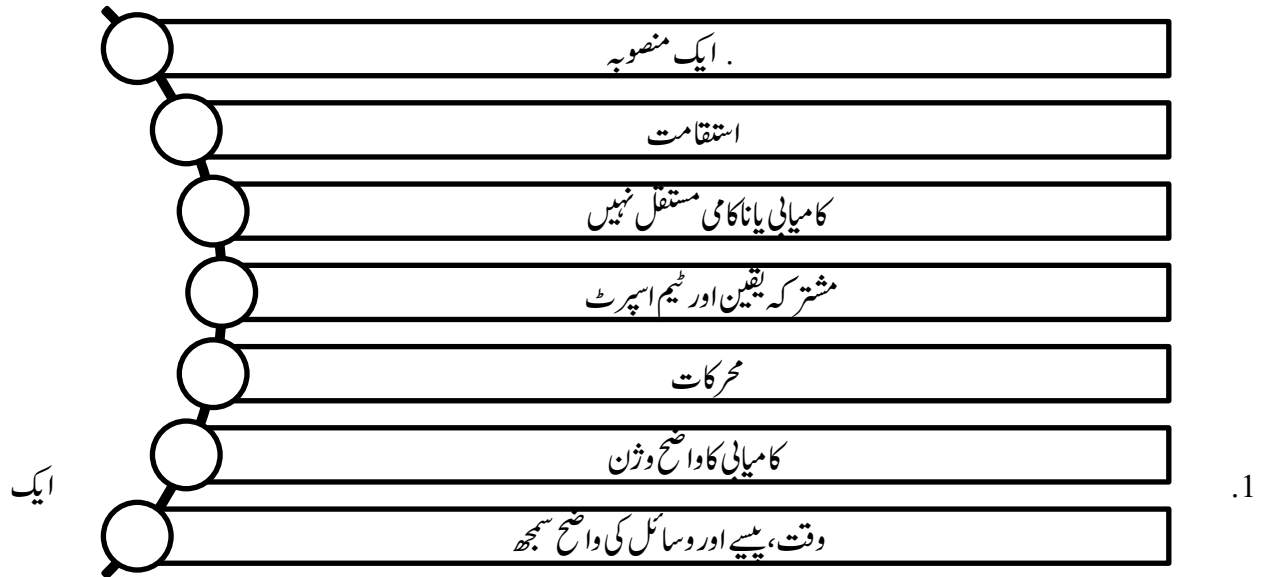 . ایک منصوبہ
استقامت
کامیابی یا ناکامی مستقل نہیں
مشترکہ یقین اور ٹیم اسپرٹ
محرکات
کامیابی کا واضح وژن
1. ایک
وقت، پیسے اور وسائل کی واضح سمجھ